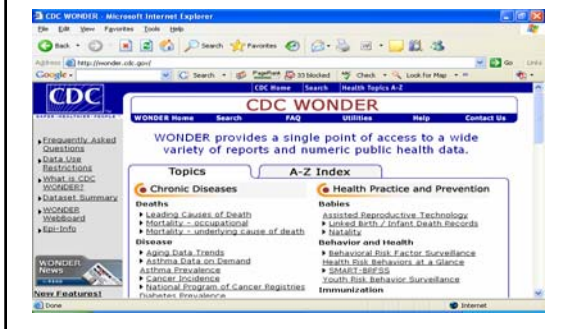 CDC WONDER - Microsoft Internet Explorer
File Edit View Favorites Tools Help
Back Search Favorites
Address http://wonder.cdc.gov/ Go Links
Google Search PageRank 33 blocked Check Look for Map
CDC Home Search Health Topics A-Z
CDC
CDC WONDER
SAFER·HEALTHIER·PEOPLE
WONDER Home Search FAQ Utilities Help Contact Us
Frequently Asked Questions
Data Use Restrictions
What is CDC WONDER?
Dataset Summary
WONDER Webboard
Epi-Info
WONDER News
New Features!
WONDER provides a single point of access to a wide
variety of reports and numeric public health data.
Topics A-Z Index
Chronic Diseases
Deaths
Leading Causes of Death
Mortality - occupational
Mortality - underlying cause of death
Disease
Aging Data Trends
Asthma Data on Demand
Asthma Prevalence
Cancer Incidence
National Program of Cancer Registries
Diabetes Prevalence
Health Practice and Prevention
Babies
Assisted Reproductive Technology
Linked Birth / Infant Death Records
Natality
Behavior and Health
Behavioral Risk Factor Surveillance
Health Risk Behaviors at a Glance
SMART-BRFSS
Youth Risk Behavior Surveillance
Immunization
Done Internet